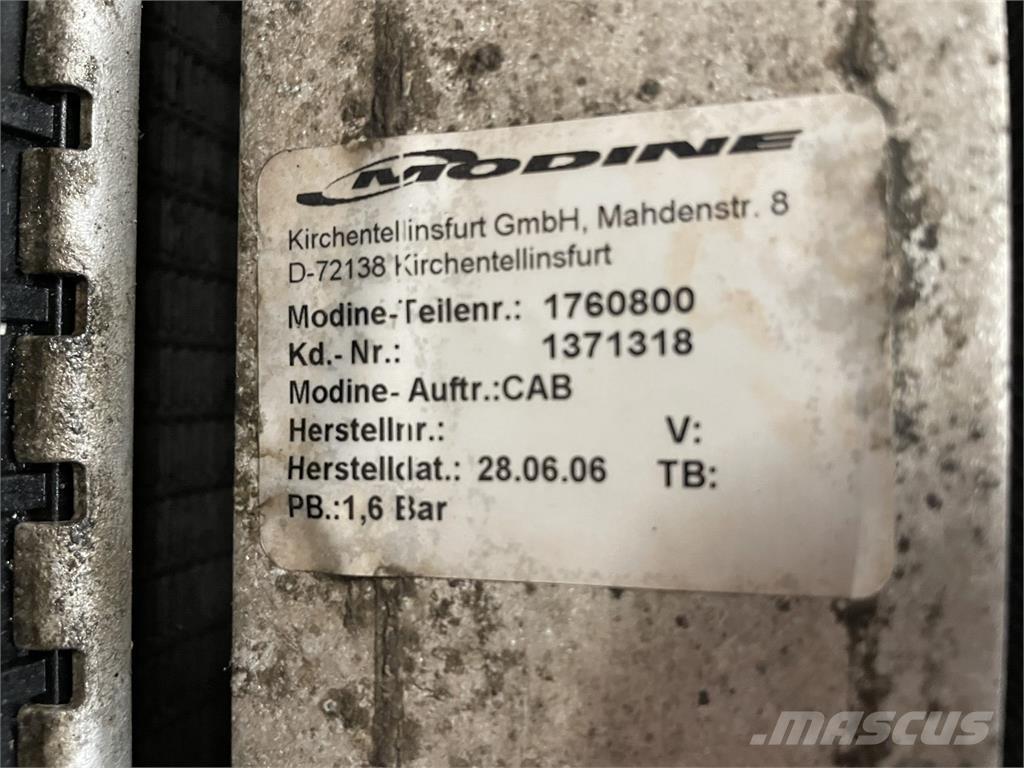 MODINE
Kirchentellinsfurt GmbH, Mahdenstr. 8
D-72138 Kirchentellinsfurt
Modine-Teilenr.: 1760800
Kd.- Nr.: 1371318
Modine- Auftr.:CAB
Herstellnr.: V:
Herstelldat.: 28.06.06 TB:
PB.:1,6 Bar
MASCUS